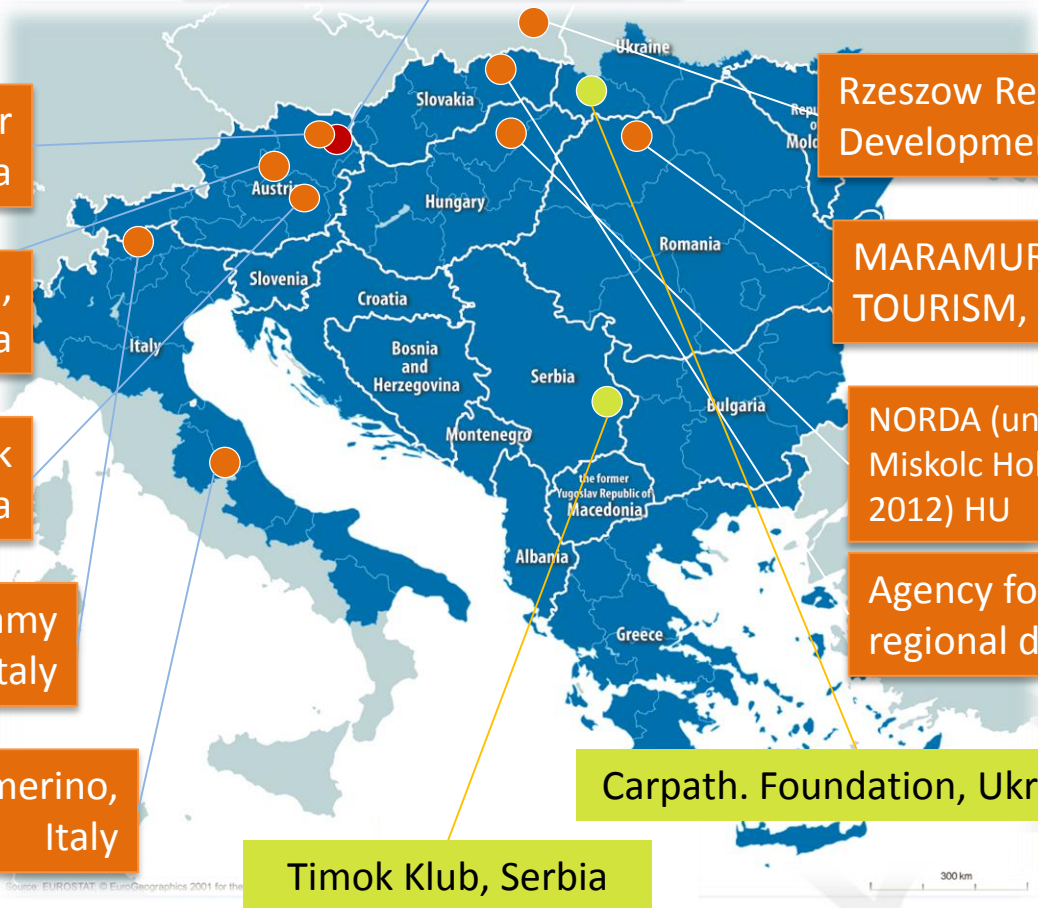 Ukraine
Slovakia
Repu
o
Mold
Austri
Hungary
Romania
Slovenia
Croatia
Italy
Bosnia
and
Herzegovina
Serbia
Bulgaria
Montenegro
the former
Yugoslav Republic of
Macedonia
Albania
Greece
r
a
,
a
k
a
my
taly
merino,
Italy
Rzeszow Re
Developme
MARAMUR
TOURISM,
NORDA (un
Miskolc Hol
2012) HU
Agency fo
regional d
Carpath. Foundation, Ukr
Timok Klub, Serbia
Source: EUROSTAT, © EuroGeographics 2001 for the
300 km